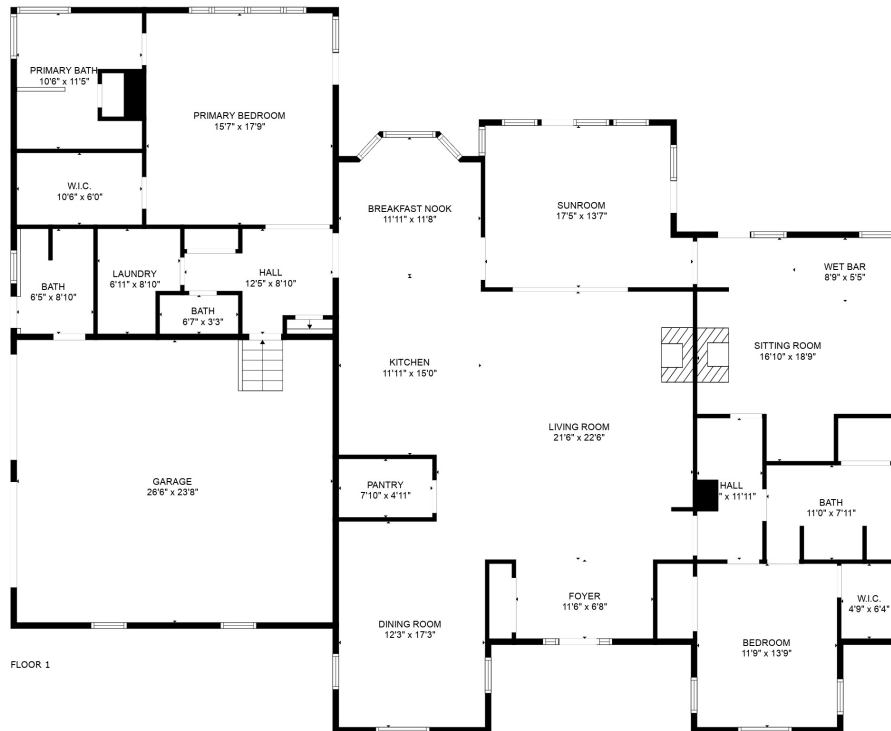 PRIMARY BATH
10'6" x 11'5"
PRIMARY BEDROOM
15'7" x 17'9"
W.I.C.
10'6" x 6'0"
BREAKFAST NOOK
11'11" x 11'8"
SUNROOM
17'5" x 13'7"
WET BAR
8'9" x 5'5"
BATH
6'5" x 8'10"
LAUNDRY
6'11" x 8'10"
HALL
12'5" x 8'10"
BATH
6'7" x 3'3"
KITCHEN
11'11" x 15'0"
SITTING ROOM
16'10" x 18'9"
LIVING ROOM
21'6" x 22'6"
GARAGE
26'6" x 23'8"
PANTRY
7'10" x 4'11"
HALL
" x 11'11"
BATH
11'0" x 7'11"
FOYER
11'6" x 6'8"
W.I.C.
4'9" x 6'4"
DINING ROOM
12'3" x 17'3"
BEDROOM
11'9" x 13'9"
FLOOR 1